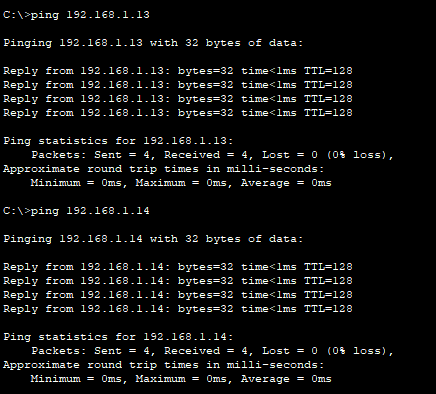 C:\>ping 192.168.1.13
Pinging 192.168.1.13 with 32 bytes of data:
Reply from 192.168.1.13: bytes=32 time<1ms TTL=128
Reply from 192.168.1.13: bytes=32 time<1ms TTL=128
Reply from 192.168.1.13: bytes=32 time<1ms TTL=128
Reply from 192.168.1.13: bytes=32 time<1ms TTL=128
Ping statistics for 192.168.1.13:
    Packets: Sent = 4, Received = 4, Lost = 0 (0% loss),
Approximate round trip times in milli-seconds:
    Minimum = 0ms, Maximum = 0ms, Average = 0ms
C:\>ping 192.168.1.14
Pinging 192.168.1.14 with 32 bytes of data:
Reply from 192.168.1.14: bytes=32 time<1ms TTL=128
Reply from 192.168.1.14: bytes=32 time<1ms TTL=128
Reply from 192.168.1.14: bytes=32 time<1ms TTL=128
Reply from 192.168.1.14: bytes=32 time<1ms TTL=128
Ping statistics for 192.168.1.14:
    Packets: Sent = 4, Received = 4, Lost = 0 (0% loss),
Approximate round trip times in milli-seconds:
    Minimum = 0ms, Maximum = 0ms, Average = 0ms